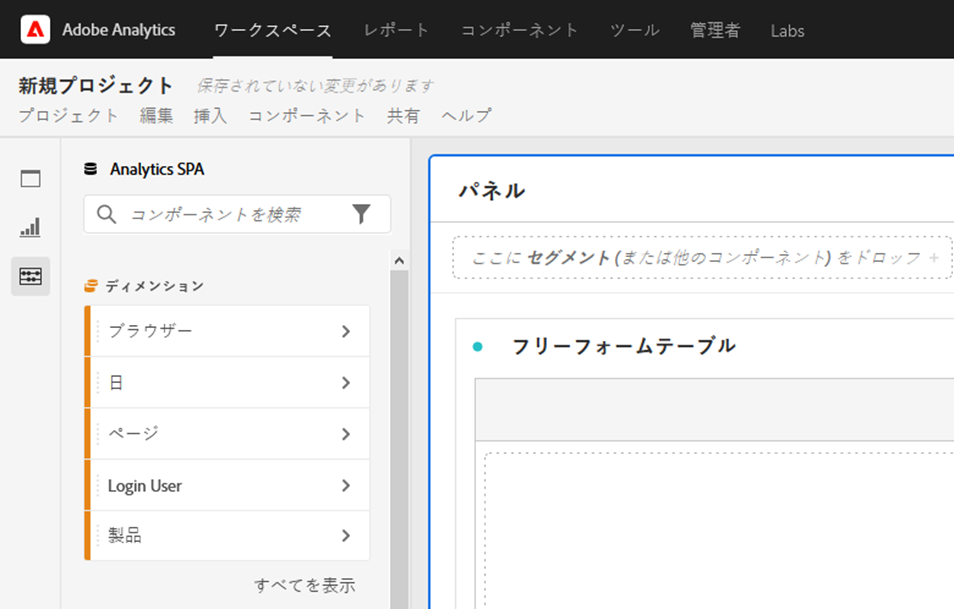 Adobe Analytics ワークスペース レポート コンポーネント ツール 管理者 Labs
新規プロジェクト 保存されていない変更があります
プロジェクト 編集 挿入 コンポーネント 共有 ヘルプ
Analytics SPA
コンポーネントを検索
ディメンション
ブラウザー
日
ページ
Login User
製品
すべてを表示
パネル
ここに セグメント (または他のコンポーネント) をドロップ +
フリーフォームテーブル